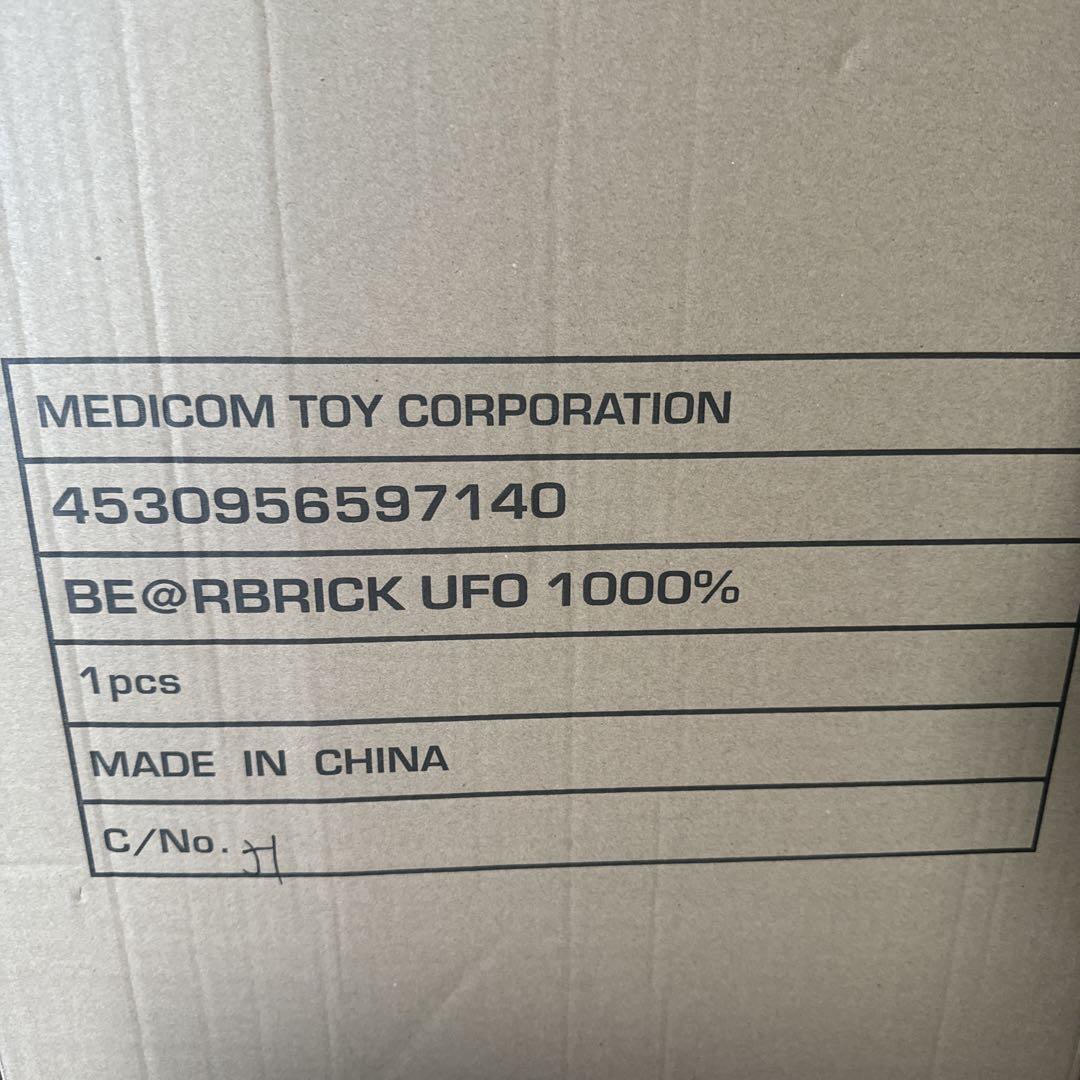 MEDICOM TOY CORPORATION
4530956597140
BE@RBRICK UFO 1000%
1pcs
MADE IN CHINA
C/No.